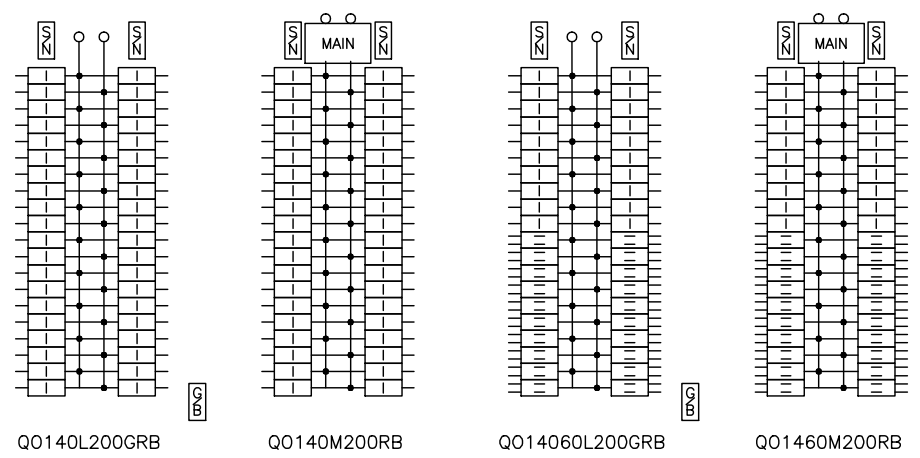 S/N
S/N
S/N
MAIN
S/N
S/N
S/N
S/N
MAIN
S/N
G/B
G/B
QO140L200GRB
QO140M200RB
QO14060L200GRB
QO1460M200RB